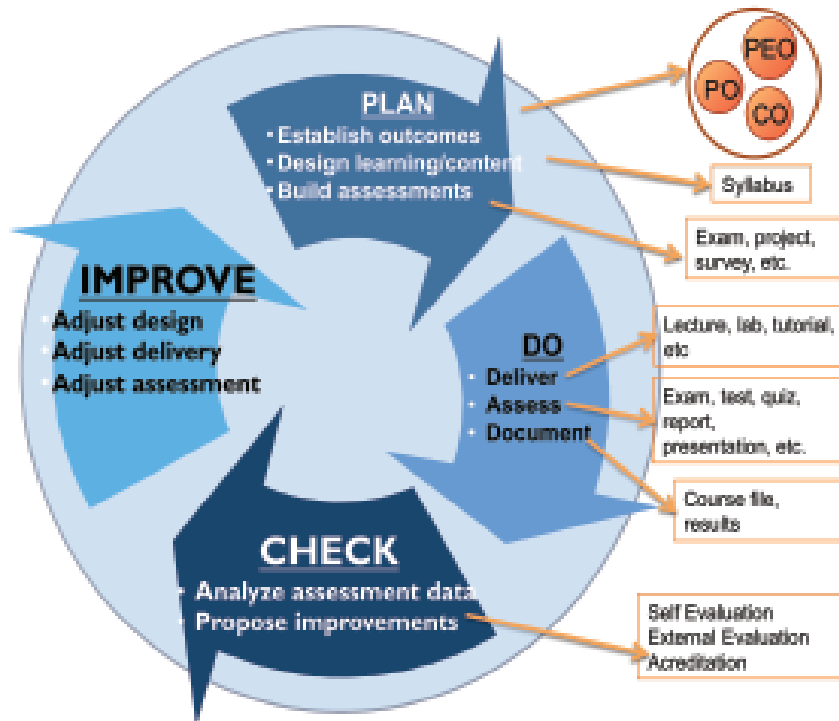 PLAN
• Establish outcomes
• Design learning/content
• Build assessments
PEO
PO
CO
Syllabus
Exam, project,
survey, etc.
IMPROVE
• Adjust design
• Adjust delivery
• Adjust assessment
DO
• Deliver
• Assess
• Document
Lecture, lab, tutorial,
etc
Exam, test, quiz,
report,
presentation, etc.
Course file,
results
CHECK
• Analyze assessment data
• Propose improvements
Self Evaluation
External Evaluation
Acreditation